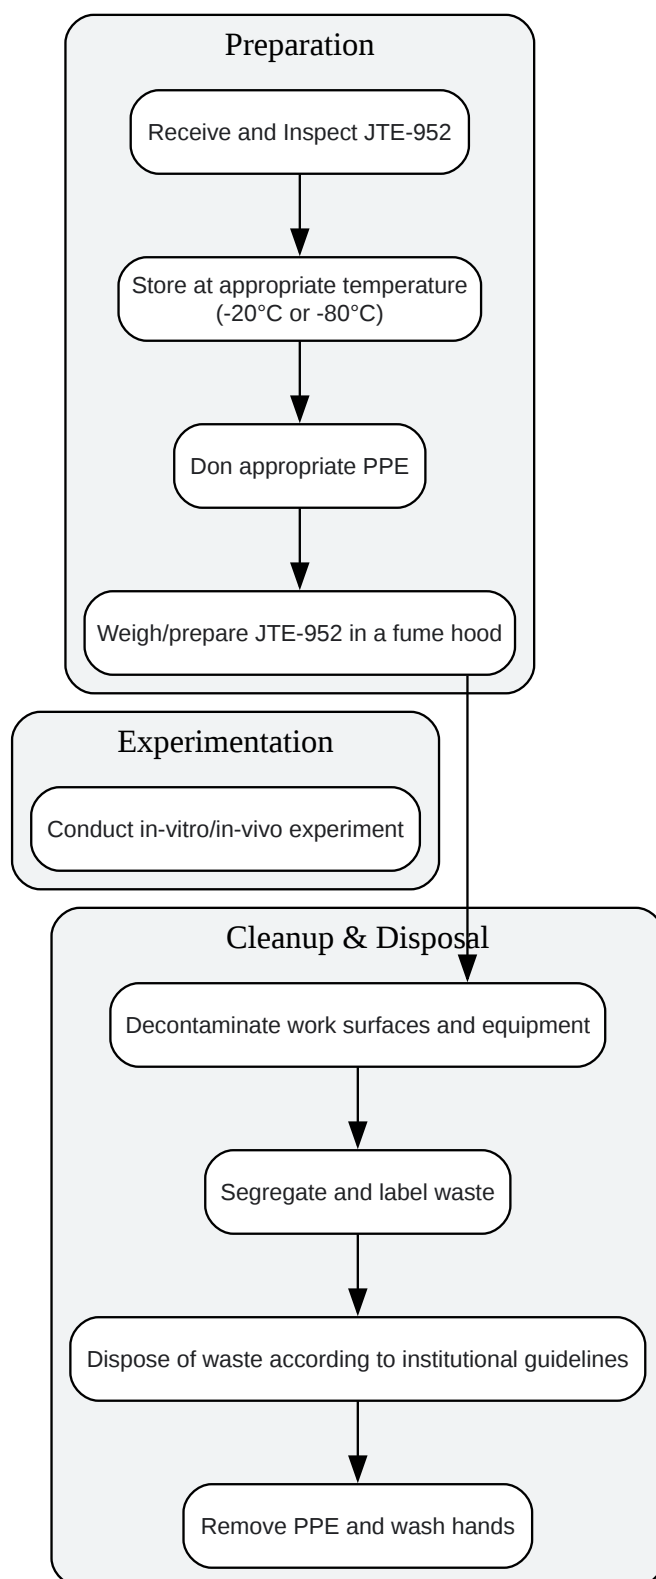 Preparation
Receive and Inspect JTE-952
Store at appropriate temperature
(-20°C or -80°C)
Don appropriate PPE
Weigh/prepare JTE-952 in a fume hood
Experimentation
Conduct in-vitro/in-vivo experiment
Cleanup & Disposal
Decontaminate work surfaces and equipment
Segregate and label waste
Dispose of waste according to institutional guidelines
Remove PPE and wash hands